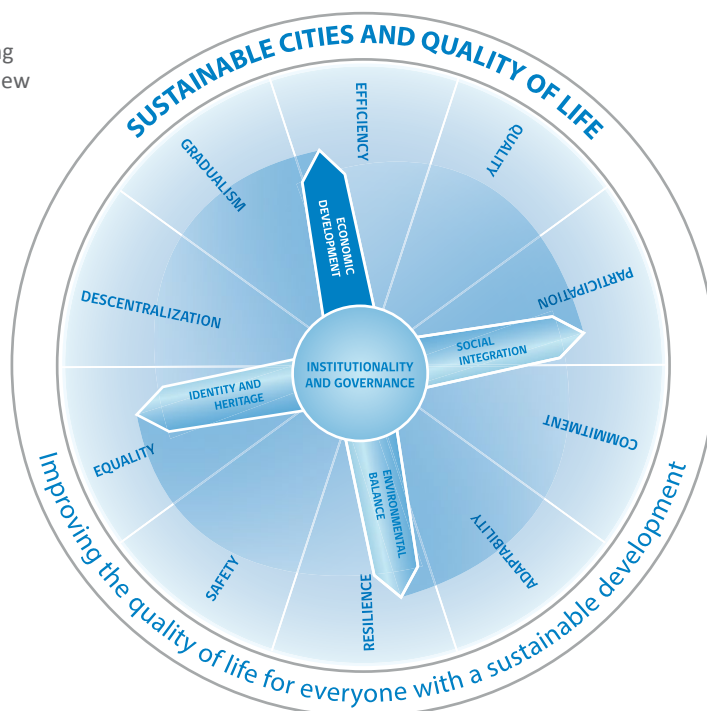 SUSTAINABLE CITIES AND QUALITY OF LIFE
EFFICIENCY
QUALITY
PARTICIPATION
COMMITMENT
ADAPTABILITY
RESILIENCE
SAFETY
EQUALITY
DESCENTRALIZATION
GRADUALISM
ECONOMIC
DEVELOPMENT
SOCIAL
INTEGRATION
ENVIRONMENTAL
BALANCE
IDENTITY AND
HERITAGE
INSTITUTIONALITY
AND GOVERNANCE
Improving the quality of life for everyone with a sustainable development